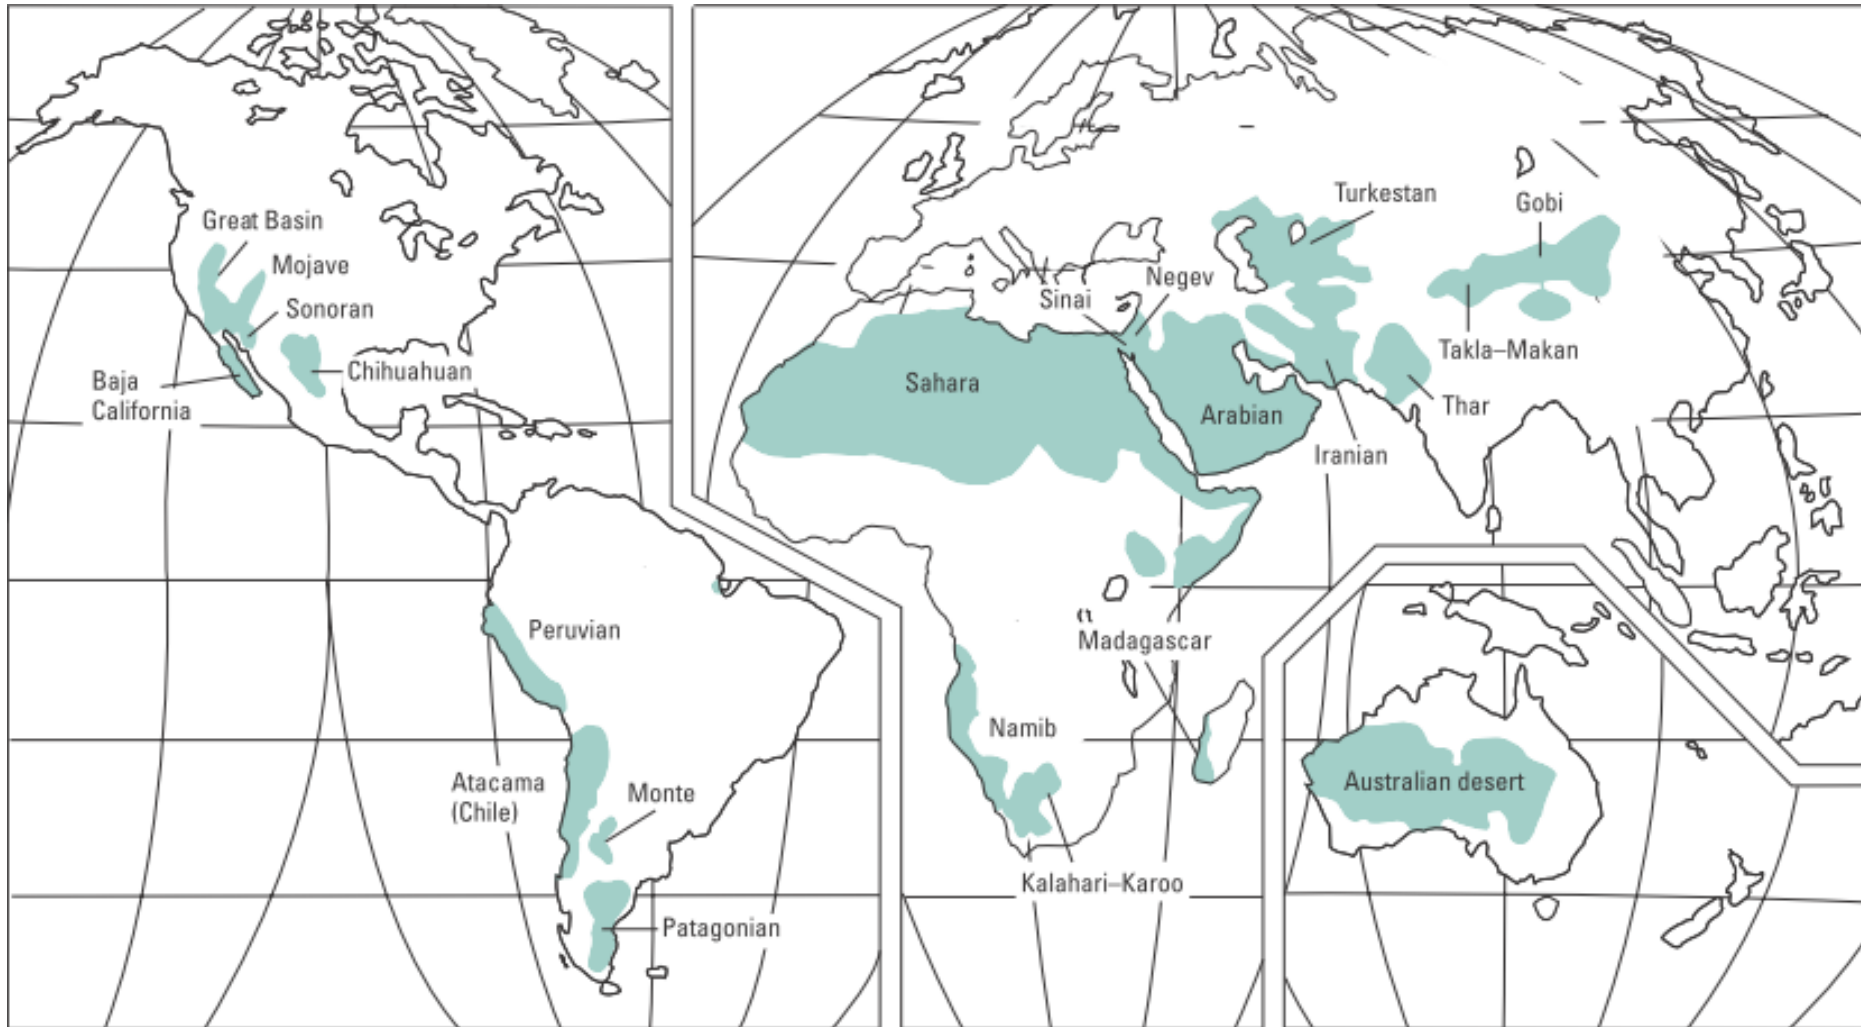 Great Basin
Mojave
Sonoran
Chihuahuan
Baja
California
Peruvian
Atacama
(Chile)
Monte
Patagonian
Turkestan
Gobi
Negev
Sinai
Takla–Makan
Sahara
Arabian
Thar
Iranian
Madagascar
Namib
Kalahari–Karoo
Australian desert